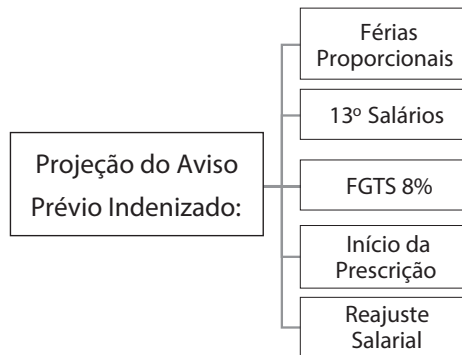 Projeção do Aviso
Prévio Indenizado:
Férias
Proporcionais
13º Salários
FGTS 8%
Início da
Prescrição
Reajuste
Salarial